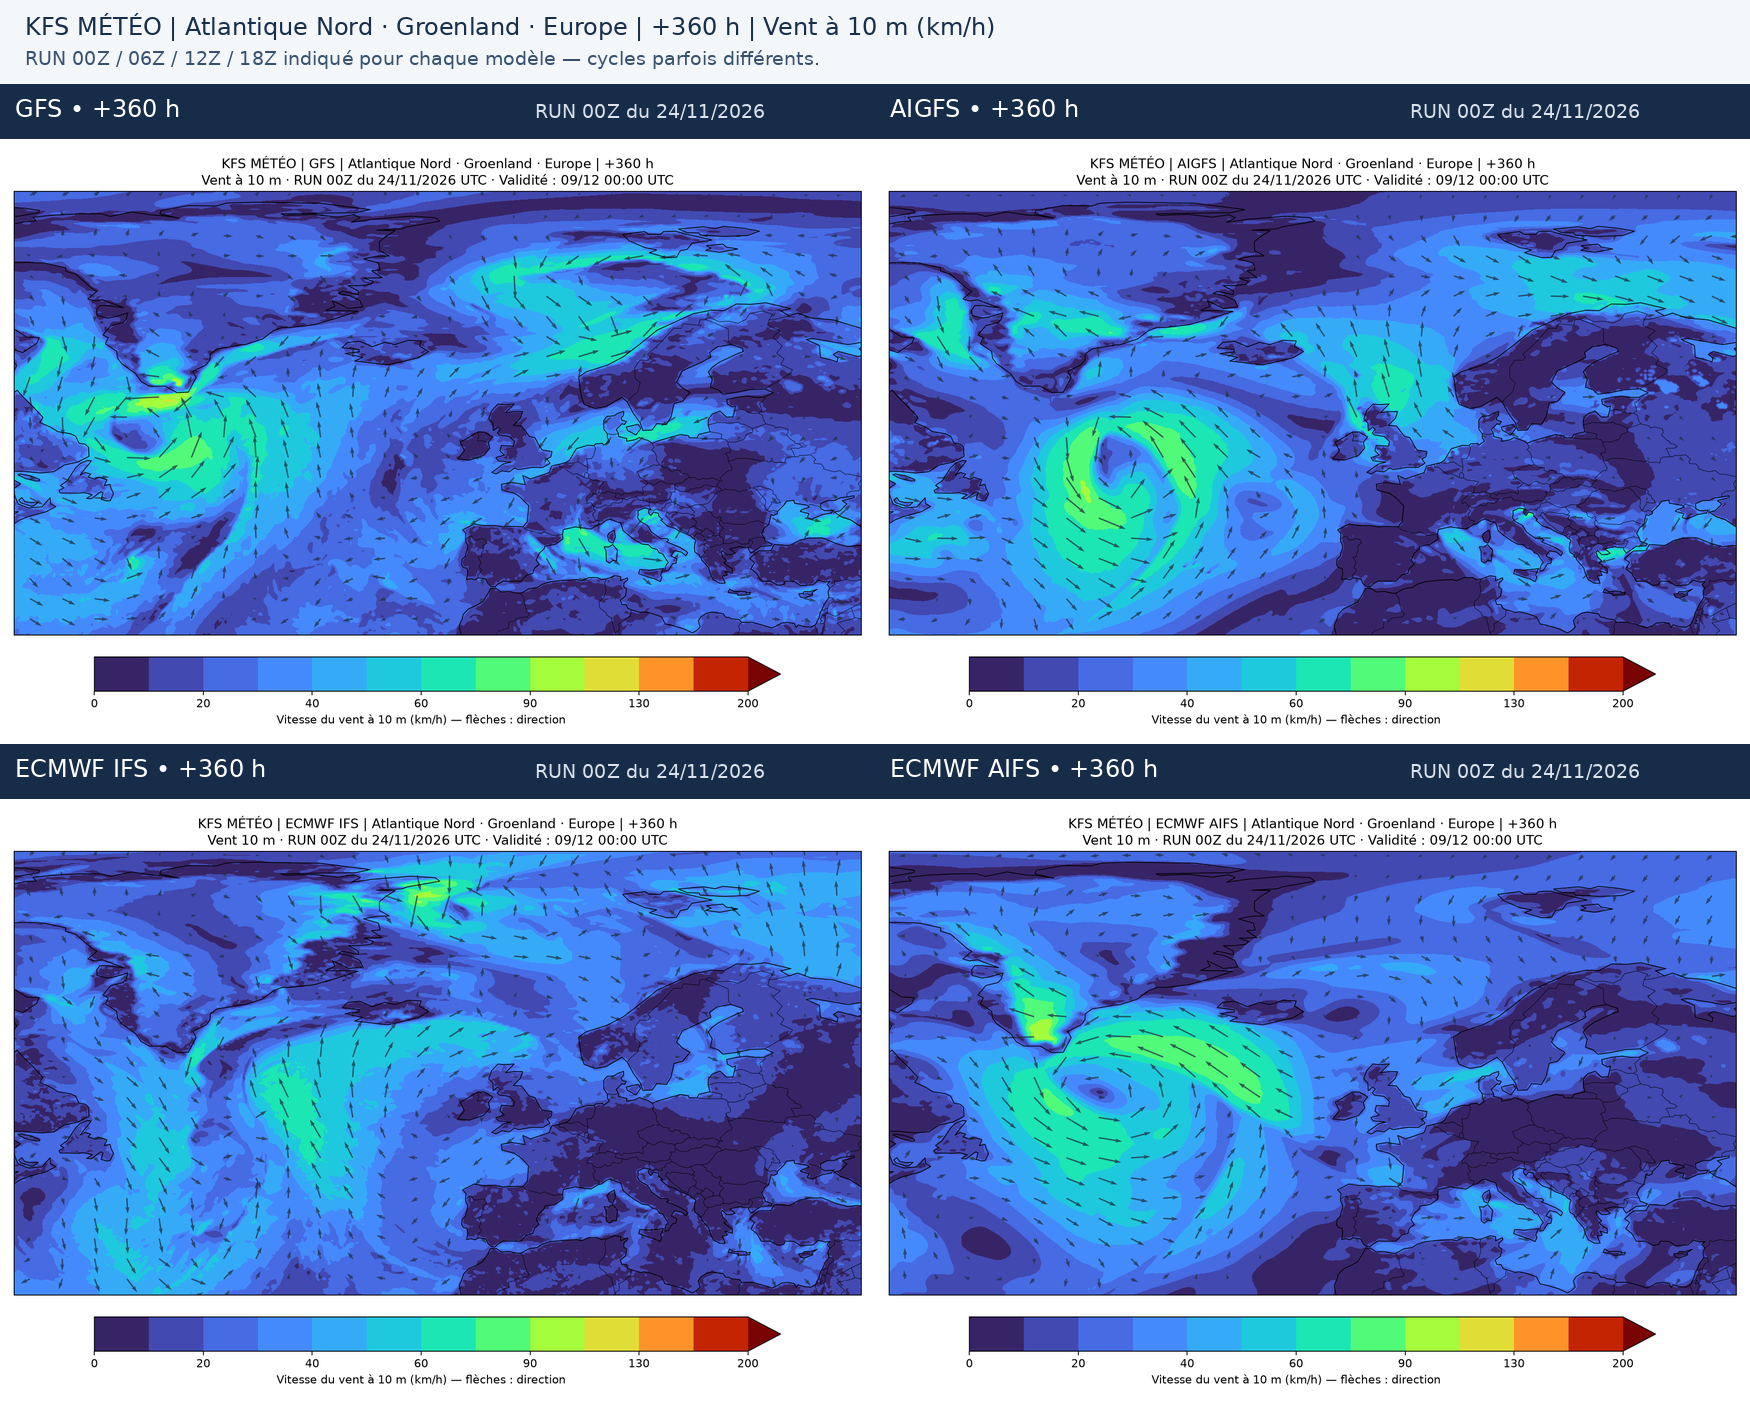 KFS MÉTÉO | Atlantique Nord · Groenland · Europe | +360 h | Vent à 10 m (km/h)
RUN 00Z / 06Z / 12Z / 18Z indiqué pour chaque modèle — cycles parfois différents.
GFS • +360 h
RUN 00Z du 24/11/2026
KFS MÉTÉO | GFS | Atlantique Nord · Groenland · Europe | +360 h
Vent à 10 m · RUN 00Z du 24/11/2026 UTC · Validité : 09/12 00:00 UTC
0 20 40 60 90 130 200
Vitesse du vent à 10 m (km/h) — flèches : direction
AIGFS • +360 h
RUN 00Z du 24/11/2026
KFS MÉTÉO | AIGFS | Atlantique Nord · Groenland · Europe | +360 h
Vent à 10 m · RUN 00Z du 24/11/2026 UTC · Validité : 09/12 00:00 UTC
0 20 40 60 90 130 200
Vitesse du vent à 10 m (km/h) — flèches : direction
ECMWF IFS • +360 h
RUN 00Z du 24/11/2026
KFS MÉTÉO | ECMWF IFS | Atlantique Nord · Groenland · Europe | +360 h
Vent 10 m · RUN 00Z du 24/11/2026 UTC · Validité : 09/12 00:00 UTC
0 20 40 60 90 130 200
Vitesse du vent à 10 m (km/h) — flèches : direction
ECMWF AIFS • +360 h
RUN 00Z du 24/11/2026
KFS MÉTÉO | ECMWF AIFS | Atlantique Nord · Groenland · Europe | +360 h
Vent 10 m · RUN 00Z du 24/11/2026 UTC · Validité : 09/12 00:00 UTC
0 20 40 60 90 130 200
Vitesse du vent à 10 m (km/h) — flèches : direction